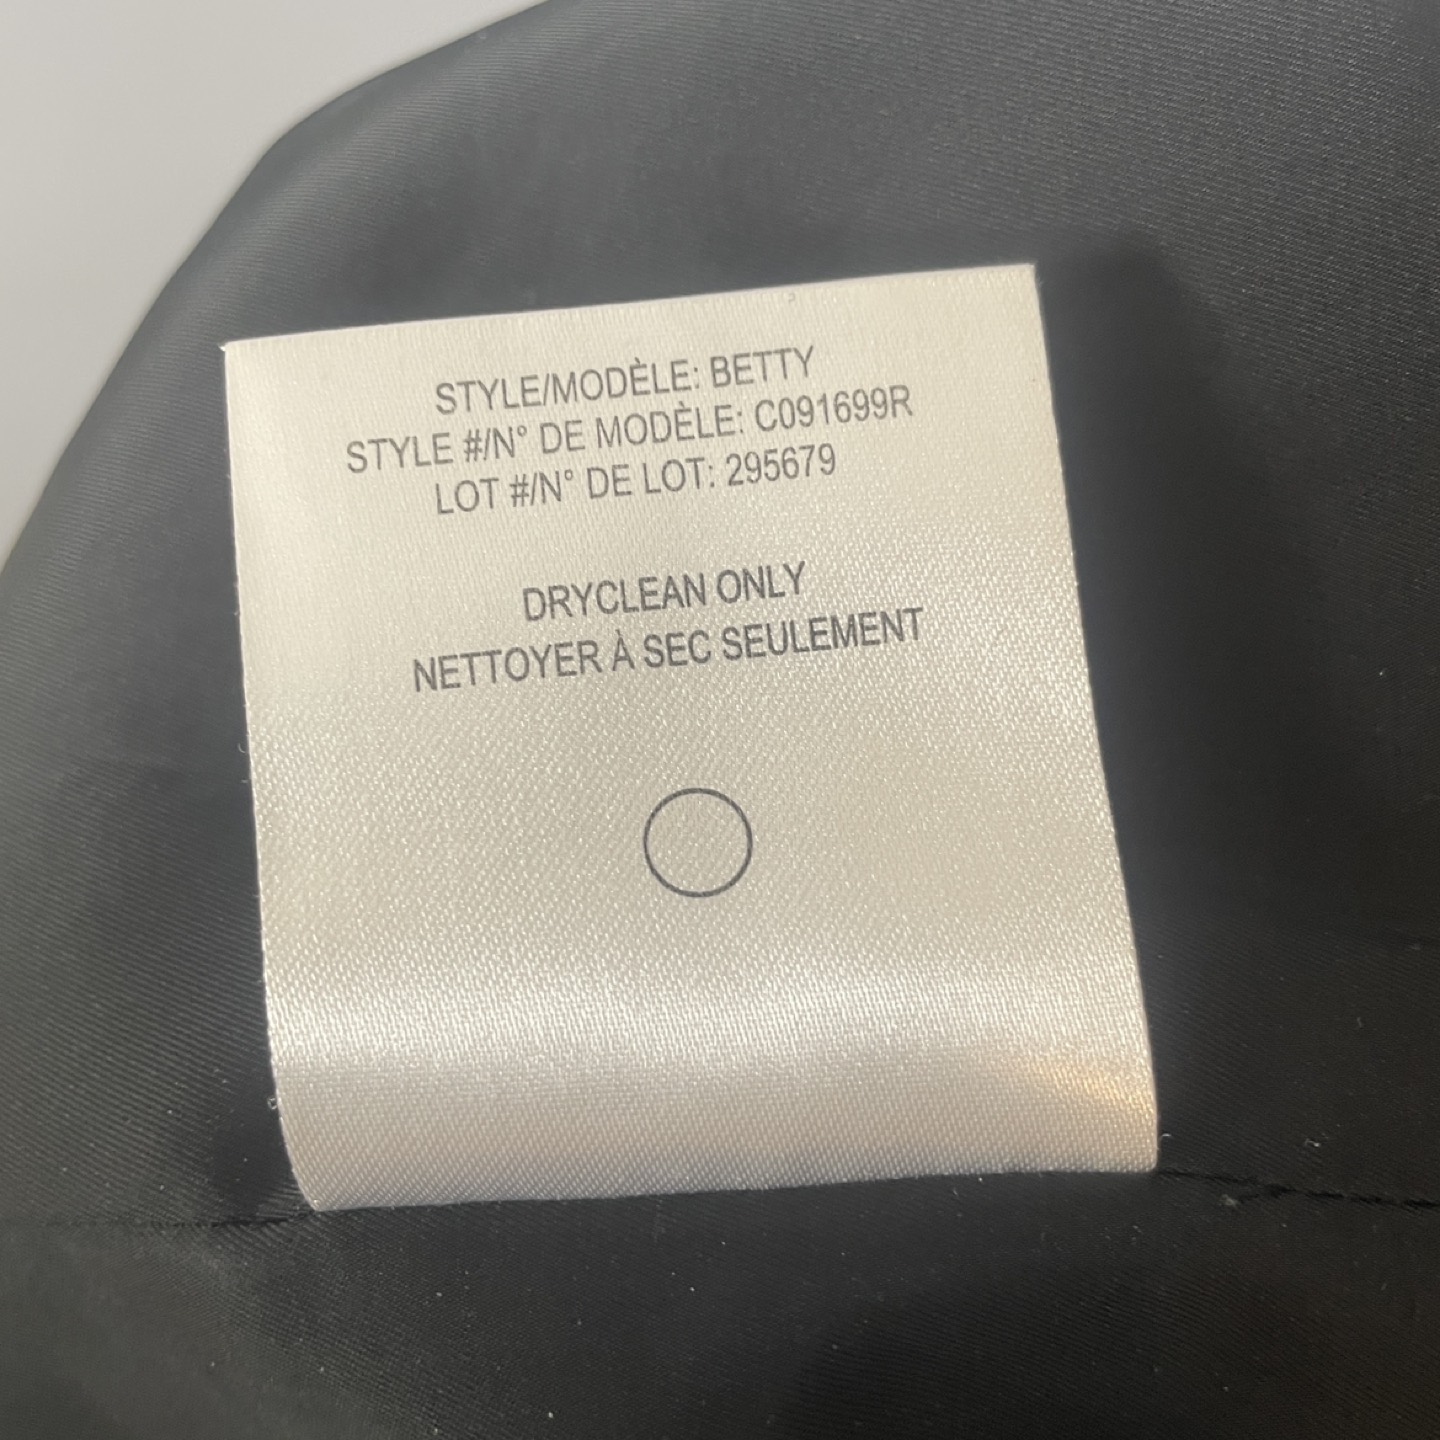 STYLE/MODÈLE: BETTY
STYLE #/N° DE MODÈLE: C091699R
LOT #/N° DE LOT: 295679
DRYCLEAN ONLY
NETTOYER À SEC SEULEMENT